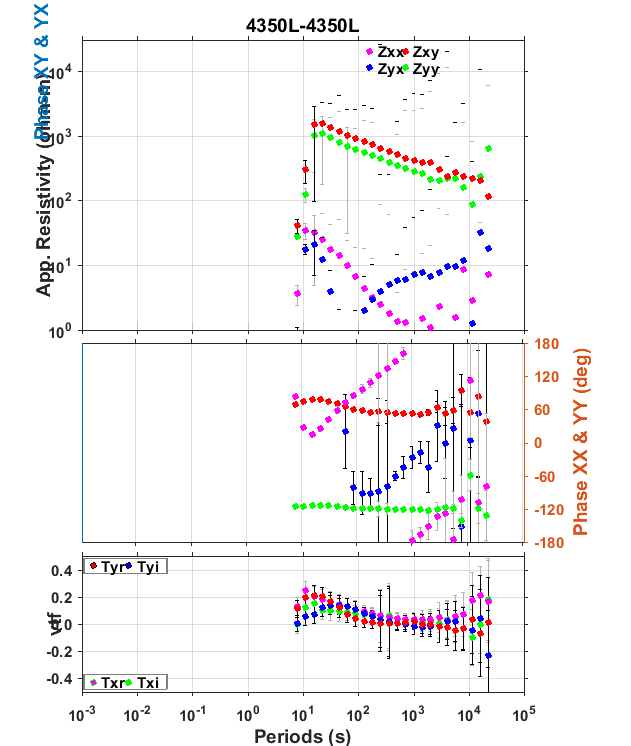 4350L-4350L
Phase XY & YX
App. Resistivity (ohm-m)
Zxx Zxy
Zyx Zyy
10^4
10^3
10^2
10^1
10^0
180
120
60
0
-60
-120
-180
Phase XX & YY (deg)
Tyr Tyi
0.4
0.2
0
-0.2
-0.4
vtf
Txr Txi
10^-3 10^-2 10^-1 10^0 10^1 10^2 10^3 10^4 10^5
Periods (s)